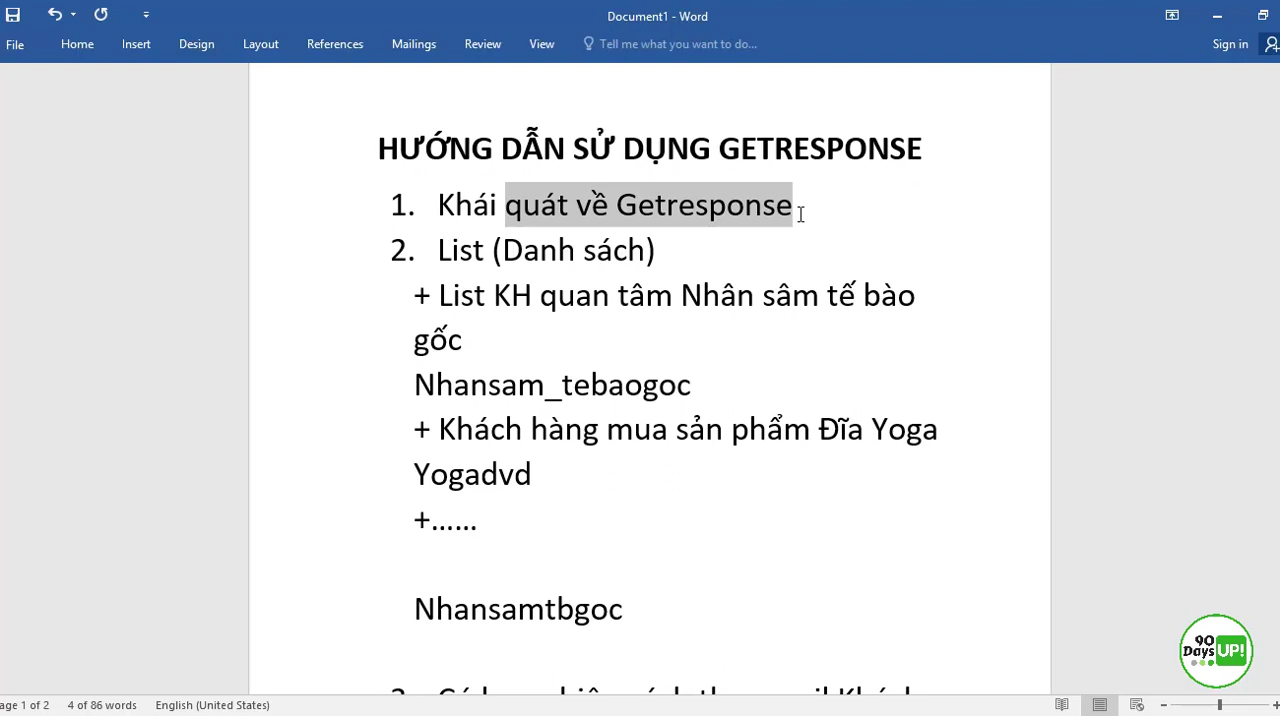 Document1 - Word
File Home Insert Design Layout References Mailings Review View Tell me what you want to do... Sign in
HƯỚNG DẪN SỬ DỤNG GETRESPONSE
1. Khái quát về Getresponse
2. List (Danh sách)
+ List KH quan tâm Nhân sâm tế bào
gốc
Nhansam_tebaogoc
+ Khách hàng mua sản phẩm Đĩa Yoga
Yogadvd
+......
Nhansamtbgoc
90
Days UP!
age 1 of 2 4 of 86 words English (United States)